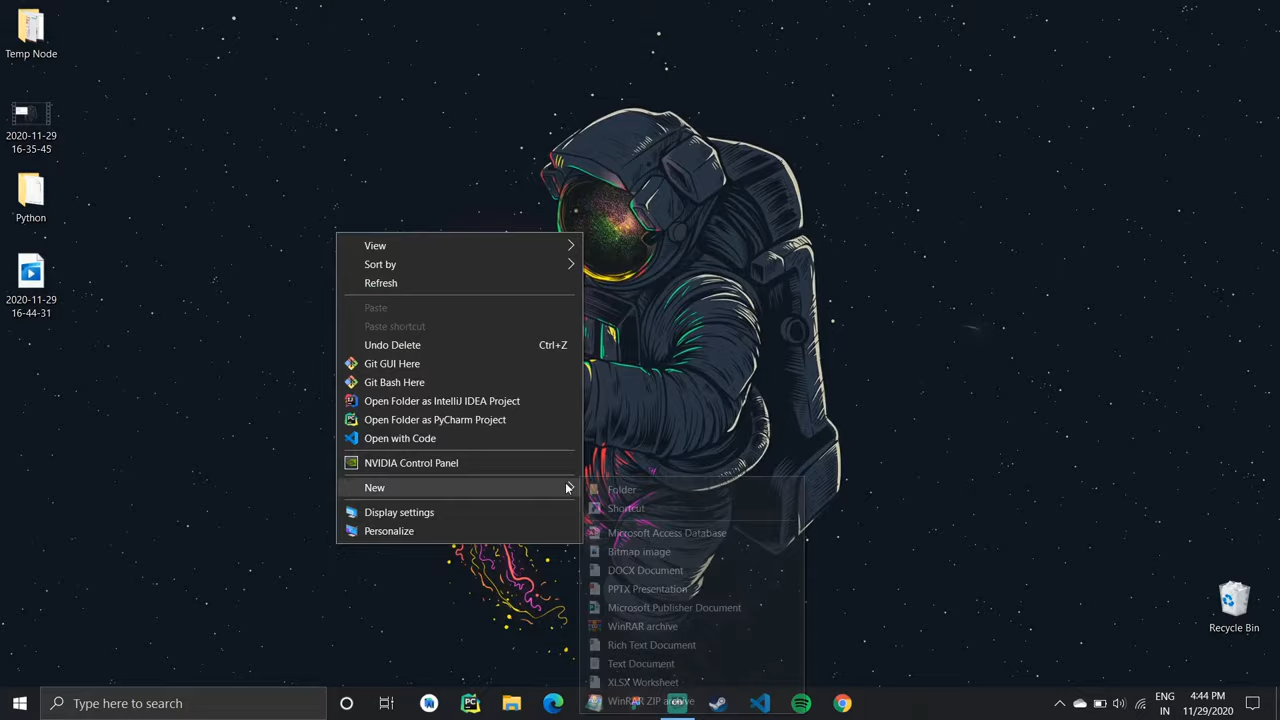 Temp Node
2020-11-29
16-35-45
Python
2020-11-29
16-44-31
View
Sort by
Refresh
Paste
Paste shortcut
Undo Delete Ctrl+Z
Git GUI Here
Git Bash Here
Open Folder as IntelliJ IDEA Project
Open Folder as PyCharm Project
Open with Code
NVIDIA Control Panel
New
Display settings
Personalize
Folder
Shortcut
Microsoft Access Database
Bitmap image
DOCX Document
PPTX Presentation
Microsoft Publisher Document
WinRAR archive
Rich Text Document
Text Document
XLSX Worksheet
WinRAR ZIP archive
Recycle Bin
Type here to search
PC
ENG
IN
4:44 PM
11/29/2020